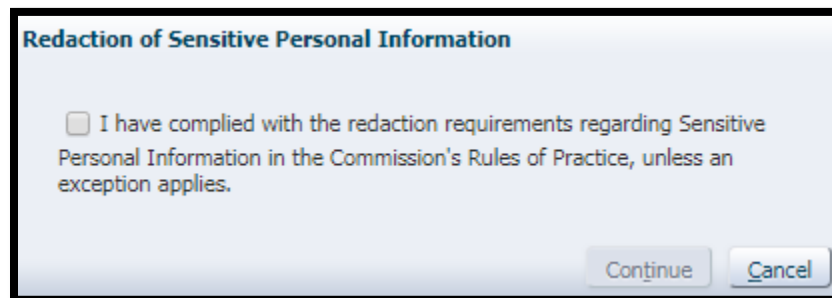 Redaction of Sensitive Personal Information
I have complied with the redaction requirements regarding Sensitive
Personal Information in the Commission's Rules of Practice, unless an
exception applies.
Continue Cancel